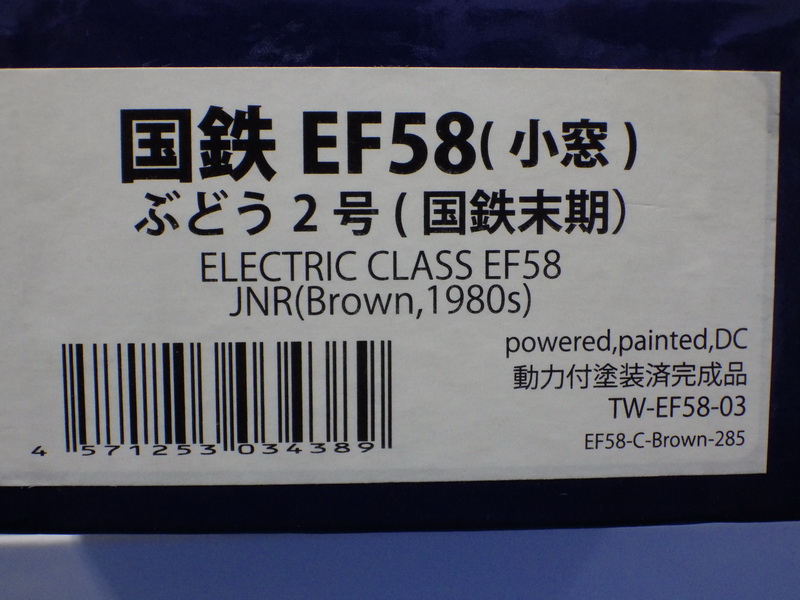 国鉄 EF58(小窓)
ぶどう2号(国鉄末期)
ELECTRIC CLASS EF58
JNR(Brown,1980s)
powered,painted,DC
動力付塗装済完成品
TW-EF58-03
EF58-C-Brown-285
4 571253 034389